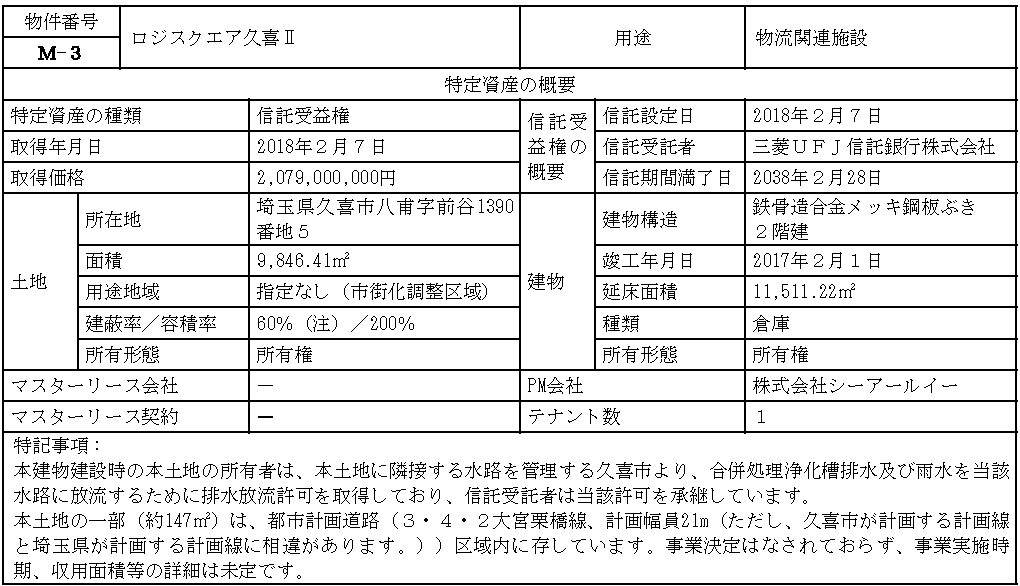 物件番号
M-3
ロジスクエア久喜Ⅱ
用途
物流関連施設
特定資産の概要
特定資産の種類
信託受益権
信託受
益権の
概要
信託設定日
2018年2月7日
取得年月日
2018年2月7日
信託受託者
三菱UFJ信託銀行株式会社
取得価格
2,079,000,000円
信託期間満了日
2038年2月28日
土地
所在地
埼玉県久喜市八甫字前谷1390
番地5
建物
建物構造
鉄骨造合金メッキ鋼板ぶき
2階建
面積
9,846.41㎡
竣工年月日
2017年2月1日
用途地域
指定なし(市街化調整区域)
延床面積
11,511.22㎡
建蔽率/容積率
60%(注)/200%
種類
倉庫
所有形態
所有権
所有形態
所有権
マスターリース会社
-
PM会社
株式会社シーアールイー
マスターリース契約
-
テナント数
1
特記事項:
本建物建設時の本土地の所有者は、本土地に隣接する水路を管理する久喜市より、合併処理浄化槽排水及び雨水を当該
水路に放流するために排水放流許可を取得しており、信託受託者は当該許可を承継しています。
本土地の一部(約147㎡)は、都市計画道路(3・4・2大宮栗橋線、計画幅員21m(ただし、久喜市が計画する計画線
と埼玉県が計画する計画線に相違があります。))区域内に存しています。事業決定はなされておらず、事業実施時
期、収用面積等の詳細は未定です。